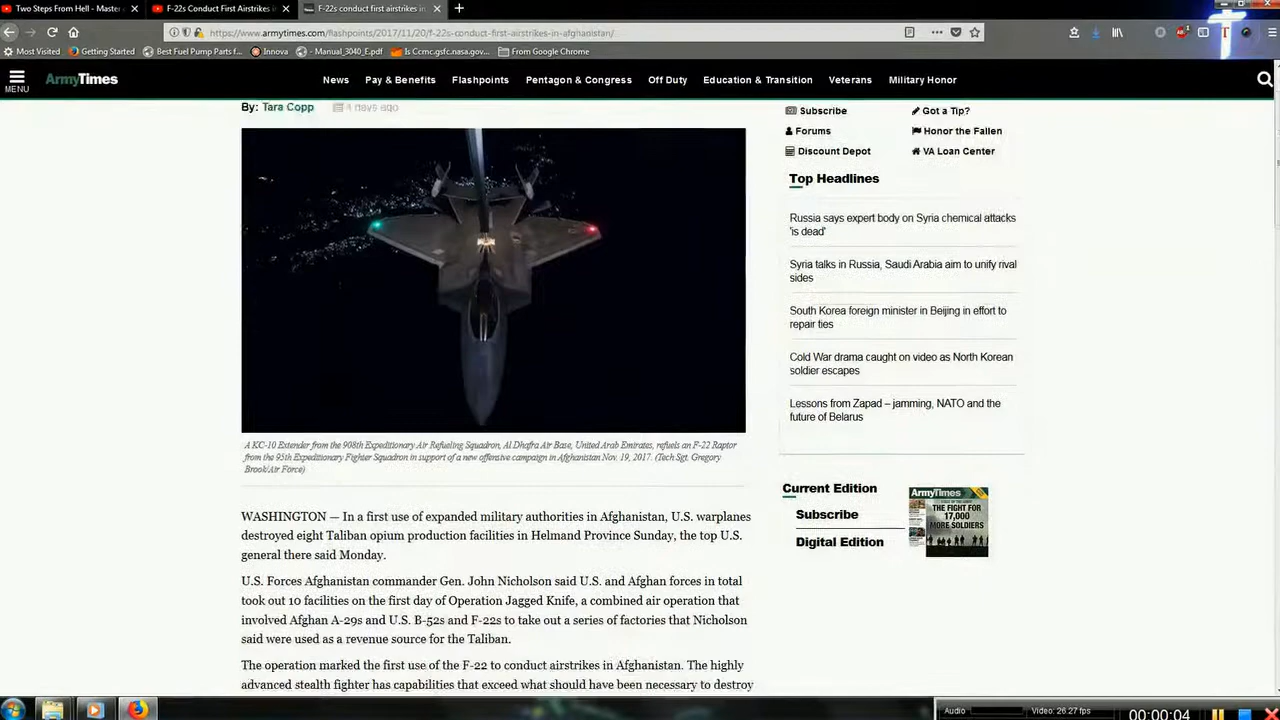 Two Steps From Hell - Master
F-22s Conduct First Airstrikes i
F-22s conduct first airstrikes in
https://www.armytimes.com/flashpoints/2017/11/20/f-22s-conduct-first-airstrikes-in-afghanistan/
Most Visited
Getting Started
Best Fuel Pump Parts f...
Innova
- Manual_3040_E.pdf
Is Ccmc.gsfc.nasa.gov...
From Google Chrome
MENU
ArmyTimes
News
Pay & Benefits
Flashpoints
Pentagon & Congress
Off Duty
Education & Transition
Veterans
Military Honor
By: Tara Copp
4 days ago
A KC-10 Extender from the 908th Expeditionary Air Refueling Squadron, Al Dhafra Air Base, United Arab Emirates, refuels an F-22 Raptor
from the 95th Expeditionary Fighter Squadron in support of a new offensive campaign in Afghanistan Nov. 19, 2017. (Tech Sgt. Gregory
Brook/Air Force)
WASHINGTON — In a first use of expanded military authorities in Afghanistan, U.S. warplanes
destroyed eight Taliban opium production facilities in Helmand Province Sunday, the top U.S.
general there said Monday.
U.S. Forces Afghanistan commander Gen. John Nicholson said U.S. and Afghan forces in total
took out 10 facilities on the first day of Operation Jagged Knife, a combined air operation that
involved Afghan A-29s and U.S. B-52s and F-22s to take out a series of factories that Nicholson
said were used as a revenue source for the Taliban.
The operation marked the first use of the F-22 to conduct airstrikes in Afghanistan. The highly
advanced stealth fighter has capabilities that exceed what should have been necessary to destroy
Subscribe
Got a Tip?
Forums
Honor the Fallen
Discount Depot
VA Loan Center
Top Headlines
Russia says expert body on Syria chemical attacks
'is dead'
Syria talks in Russia, Saudi Arabia aim to unify rival
sides
South Korea foreign minister in Beijing in effort to
repair ties
Cold War drama caught on video as North Korean
soldier escapes
Lessons from Zapad – jamming, NATO and the
future of Belarus
Current Edition
Subscribe
Digital Edition
ArmyTimes
THE FIGHT FOR
17,000
MORE SOLDIERS
Audio
Video: 26.27 fps
00:00:04